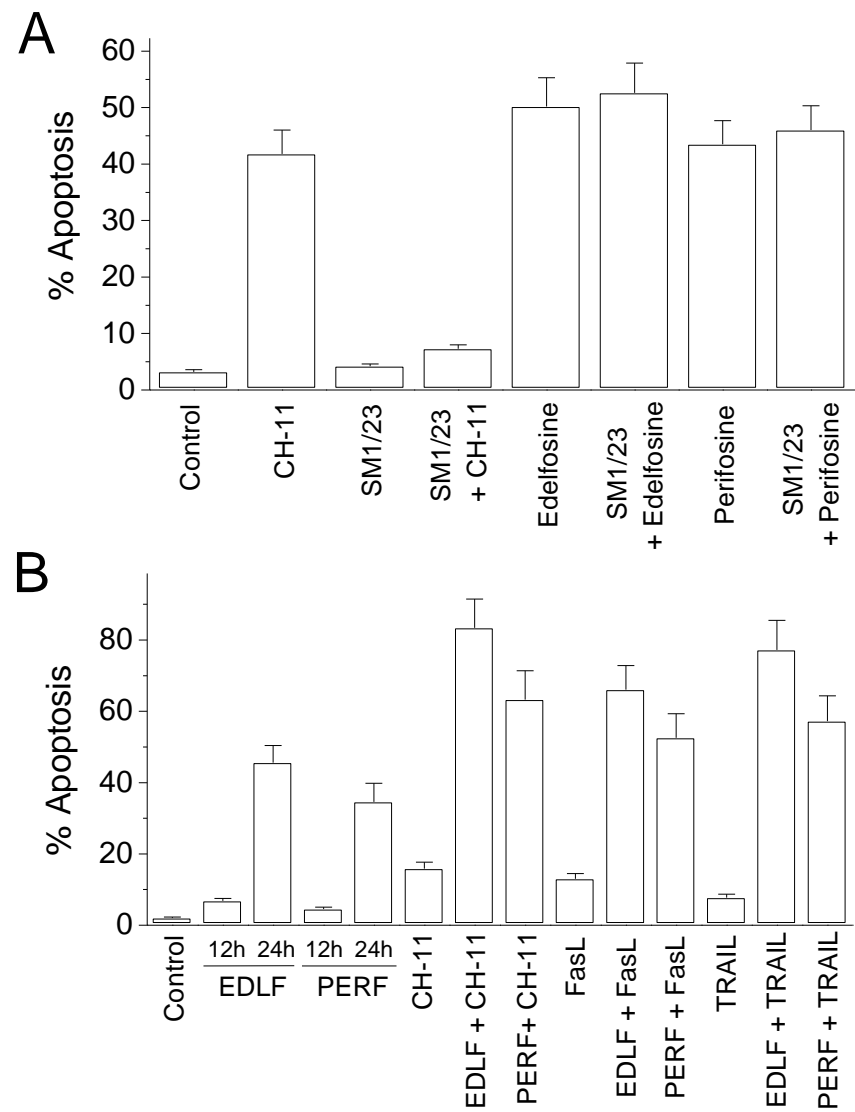 A
% Apoptosis
60
50
40
30
20
10
0
Control
CH-11
SM1/23
SM1/23
+ CH-11
Edelfosine
SM1/23
+ Edelfosine
Perifosine
SM1/23
+ Perifosine
B
% Apoptosis
80
60
40
20
0
Control
12h 24h
EDLF
12h 24h
PERF
CH-11
EDLF + CH-11
PERF+ CH-11
FasL
EDLF + FasL
PERF + FasL
TRAIL
EDLF + TRAIL
PERF + TRAIL